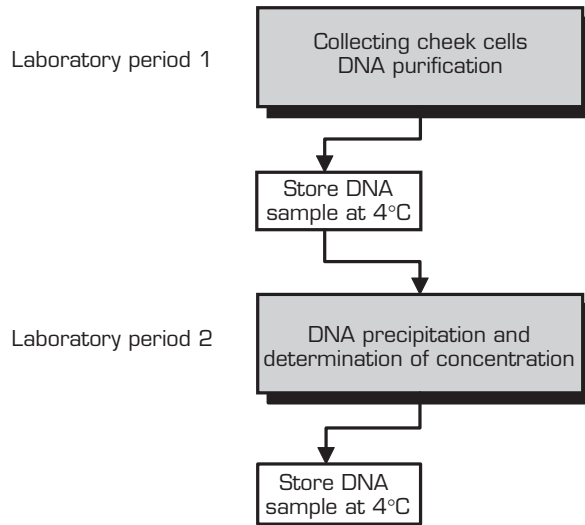 Laboratory period 1
Collecting cheek cells
DNA purification
Store DNA
sample at 4°C
Laboratory period 2
DNA precipitation and
determination of concentration
Store DNA
sample at 4°C